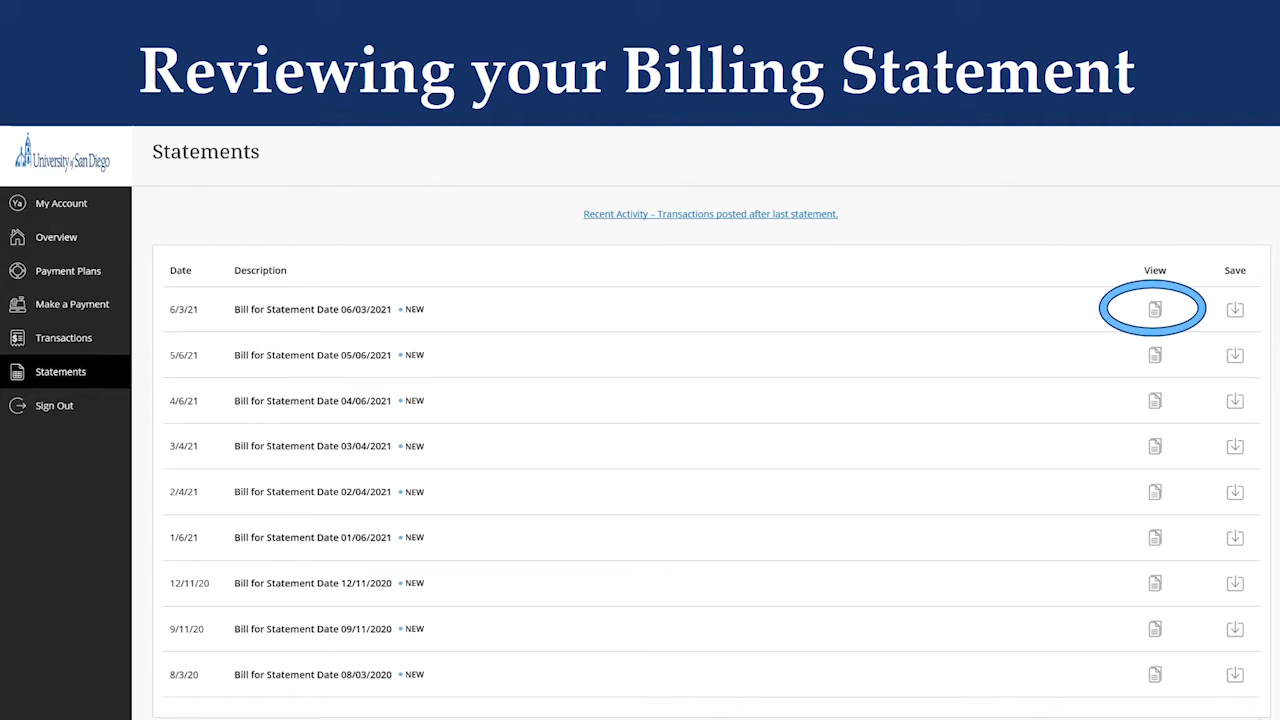 Reviewing your Billing Statement
University of San Diego
Statements
Ya My Account
Overview
Payment Plans
Make a Payment
Transactions
Statements
Sign Out
Recent Activity – Transactions posted after last statement.
Date Description View Save
6/3/21 Bill for Statement Date 06/03/2021 • NEW
5/6/21 Bill for Statement Date 05/06/2021 • NEW
4/6/21 Bill for Statement Date 04/06/2021 • NEW
3/4/21 Bill for Statement Date 03/04/2021 • NEW
2/4/21 Bill for Statement Date 02/04/2021 • NEW
1/6/21 Bill for Statement Date 01/06/2021 • NEW
12/11/20 Bill for Statement Date 12/11/2020 • NEW
9/11/20 Bill for Statement Date 09/11/2020 • NEW
8/3/20 Bill for Statement Date 08/03/2020 • NEW